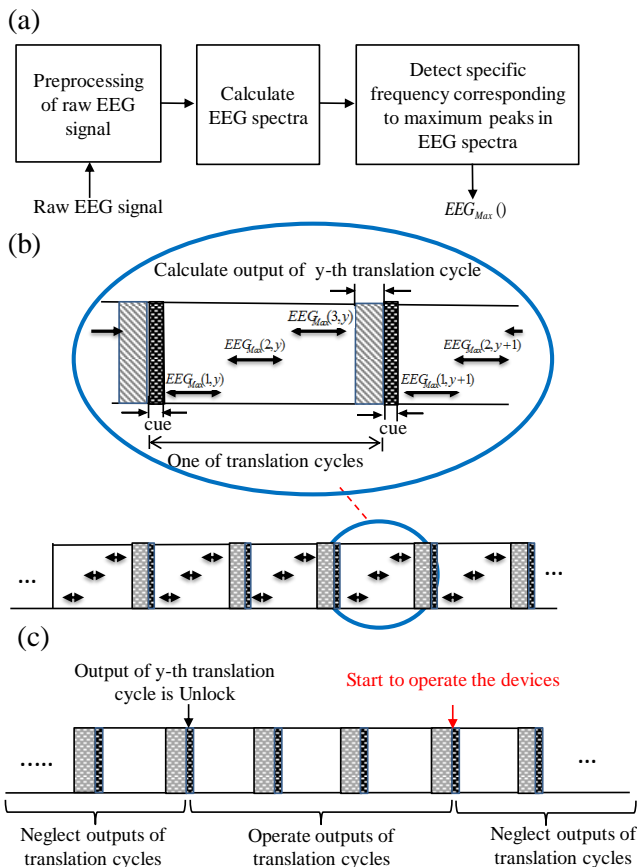 (a)
Preprocessing
of raw EEG
signal
Calculate
EEG spectra
Detect specific
frequency corresponding
to maximum peaks in
EEG spectra
Raw EEG signal
EEG_Max ()
(b)
Calculate output of y-th translation cycle
EEG_Max(3, y)
EEG_Max(2, y)
EEG_Max(2, y+1)
EEG_Max(1, y)
EEG_Max(1, y+1)
cue
cue
One of translation cycles
...
...
(c)
Output of y-th translation
cycle is Unlock
Start to operate the devices
.....
...
Neglect outputs of
translation cycles
Operate outputs of
translation cycles
Neglect outputs of
translation cycles